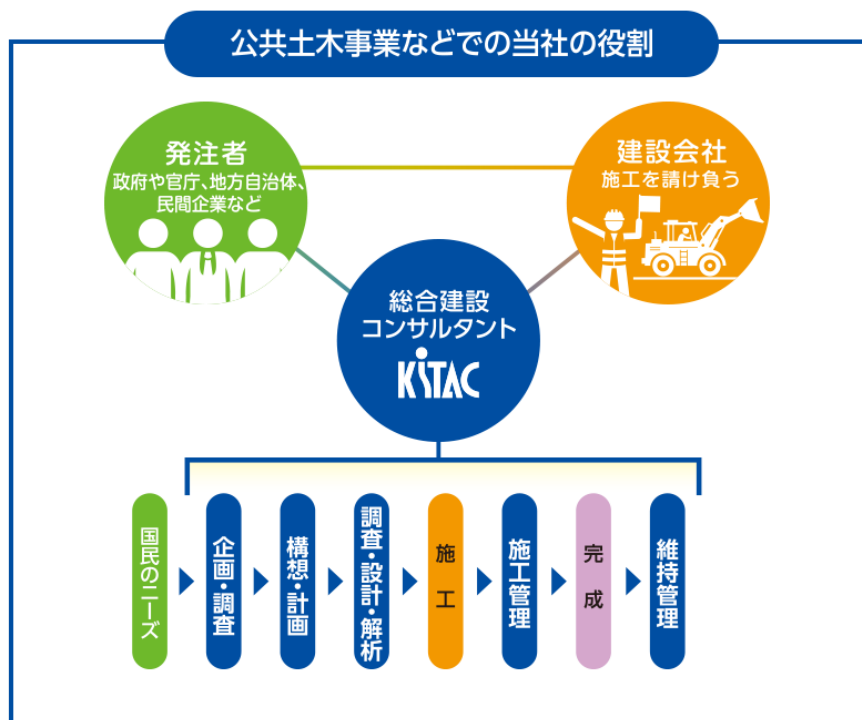 公共土木事業などでの当社の役割
発注者
政府や官庁、地方自治体、
民間企業など
建設会社
施工を請け負う
総合建設
コンサルタント
KiTAC
国民のニーズ
企画・調査
構想・計画
調査・設計・解析
施工
施工管理
完成
維持管理